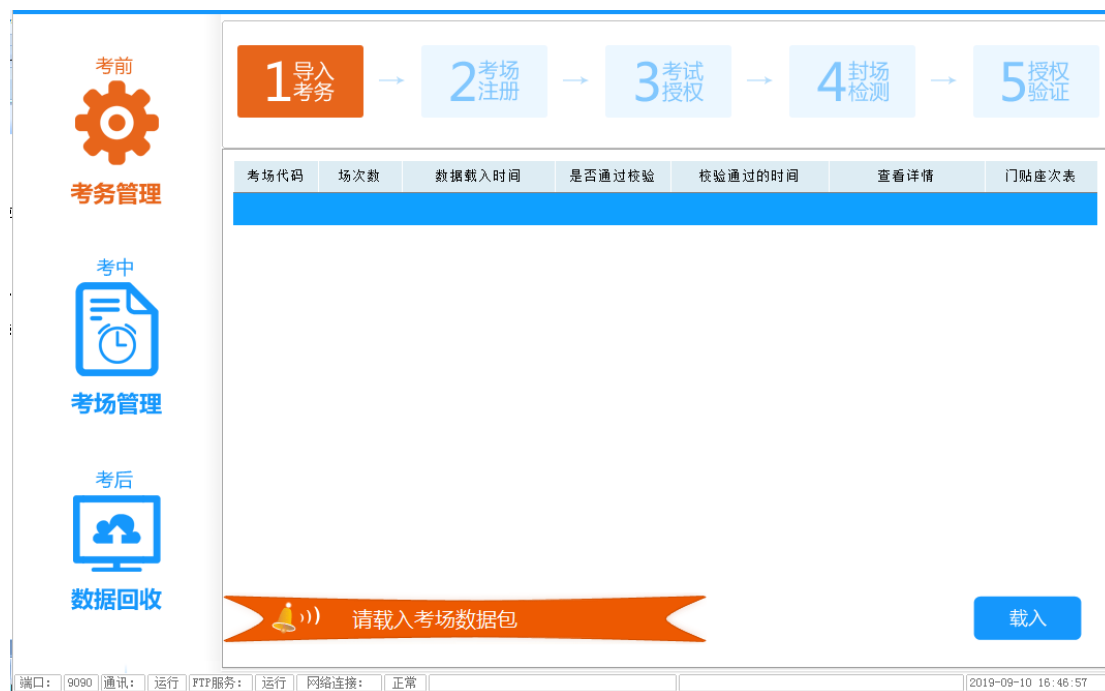 考前
考务管理
考中
考场管理
考后
数据回收
1 导入考务
→
2 考场注册
→
3 考试授权
→
4 封场检测
→
5 授权验证
考场代码 场次数 数据载入时间 是否通过校验 校验通过的时间 查看详情 门贴座次表
请载入考场数据包
载入
端口： 9090 通讯： 运行 FTP服务： 运行 网络连接： 正常 2019-09-10 16:46:57